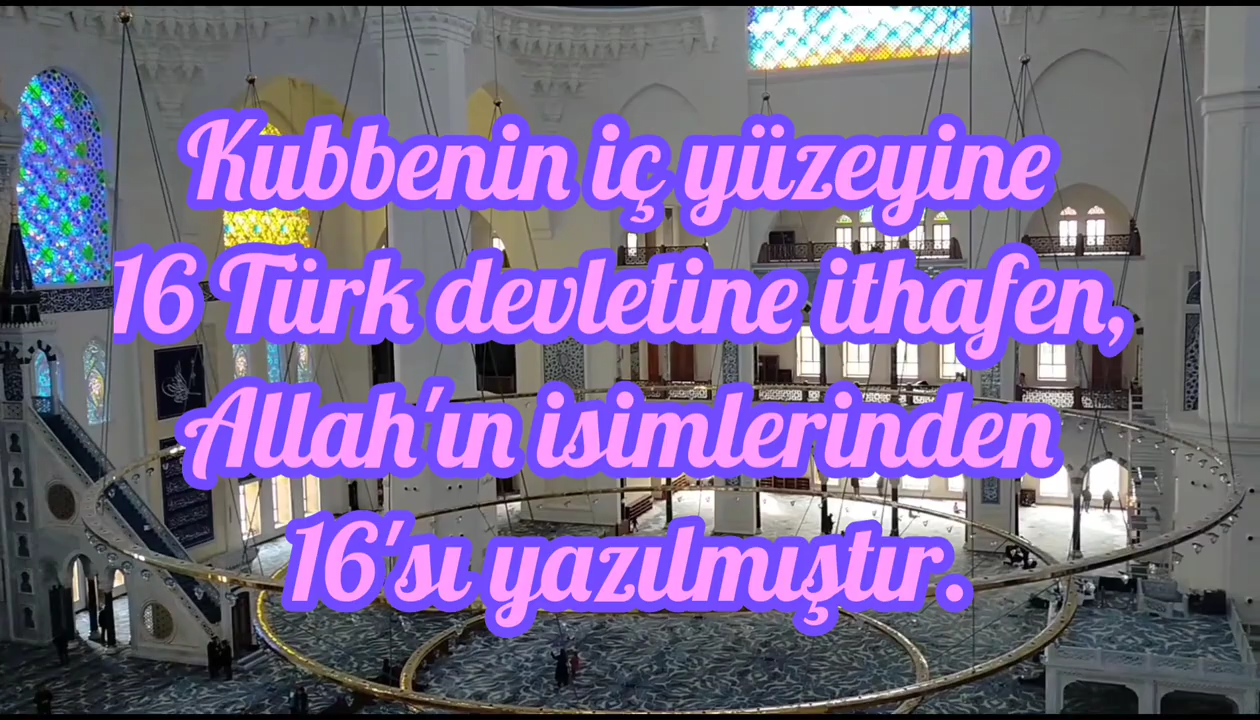 Kubbenin iç yüzeyine
16 Türk devletine ithafen,
Allah'ın isimlerinden
16'sı yazılmıştır.